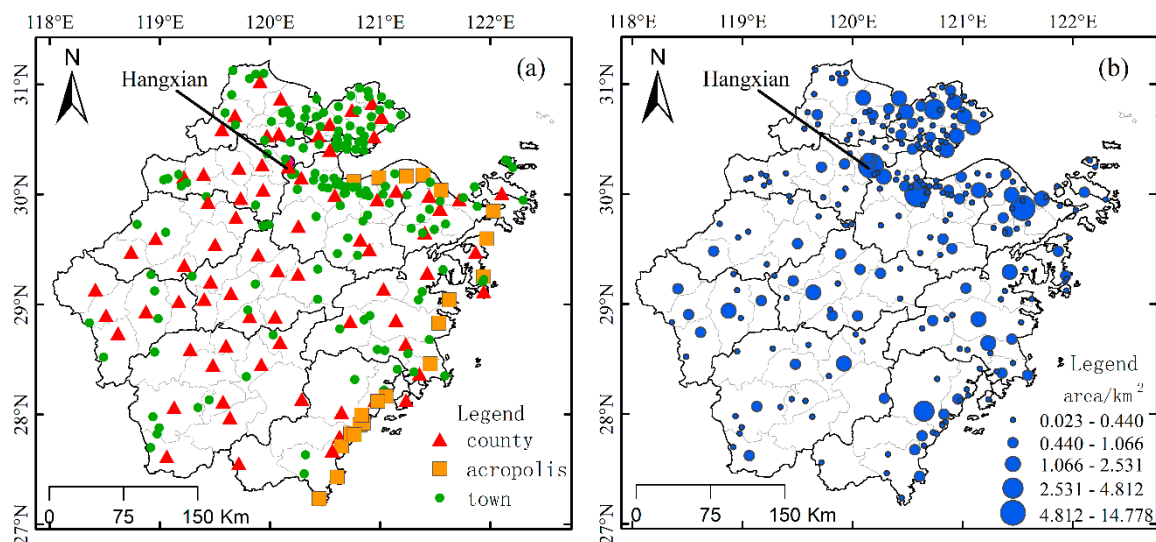 118°E 119°E 120°E 121°E 122°E
N
(a)
Hangxian
31°N
30°N
29°N
28°N
27°N
Legend
county
acropolis
town
0 75 150 Km
118°E 119°E 120°E 121°E 122°E
N
(b)
Hangxian
31°N
30°N
29°N
28°N
27°N
Legend
area/km²
0.023 - 0.440
0.440 - 1.066
1.066 - 2.531
2.531 - 4.812
4.812 - 14.778
0 75 150 Km